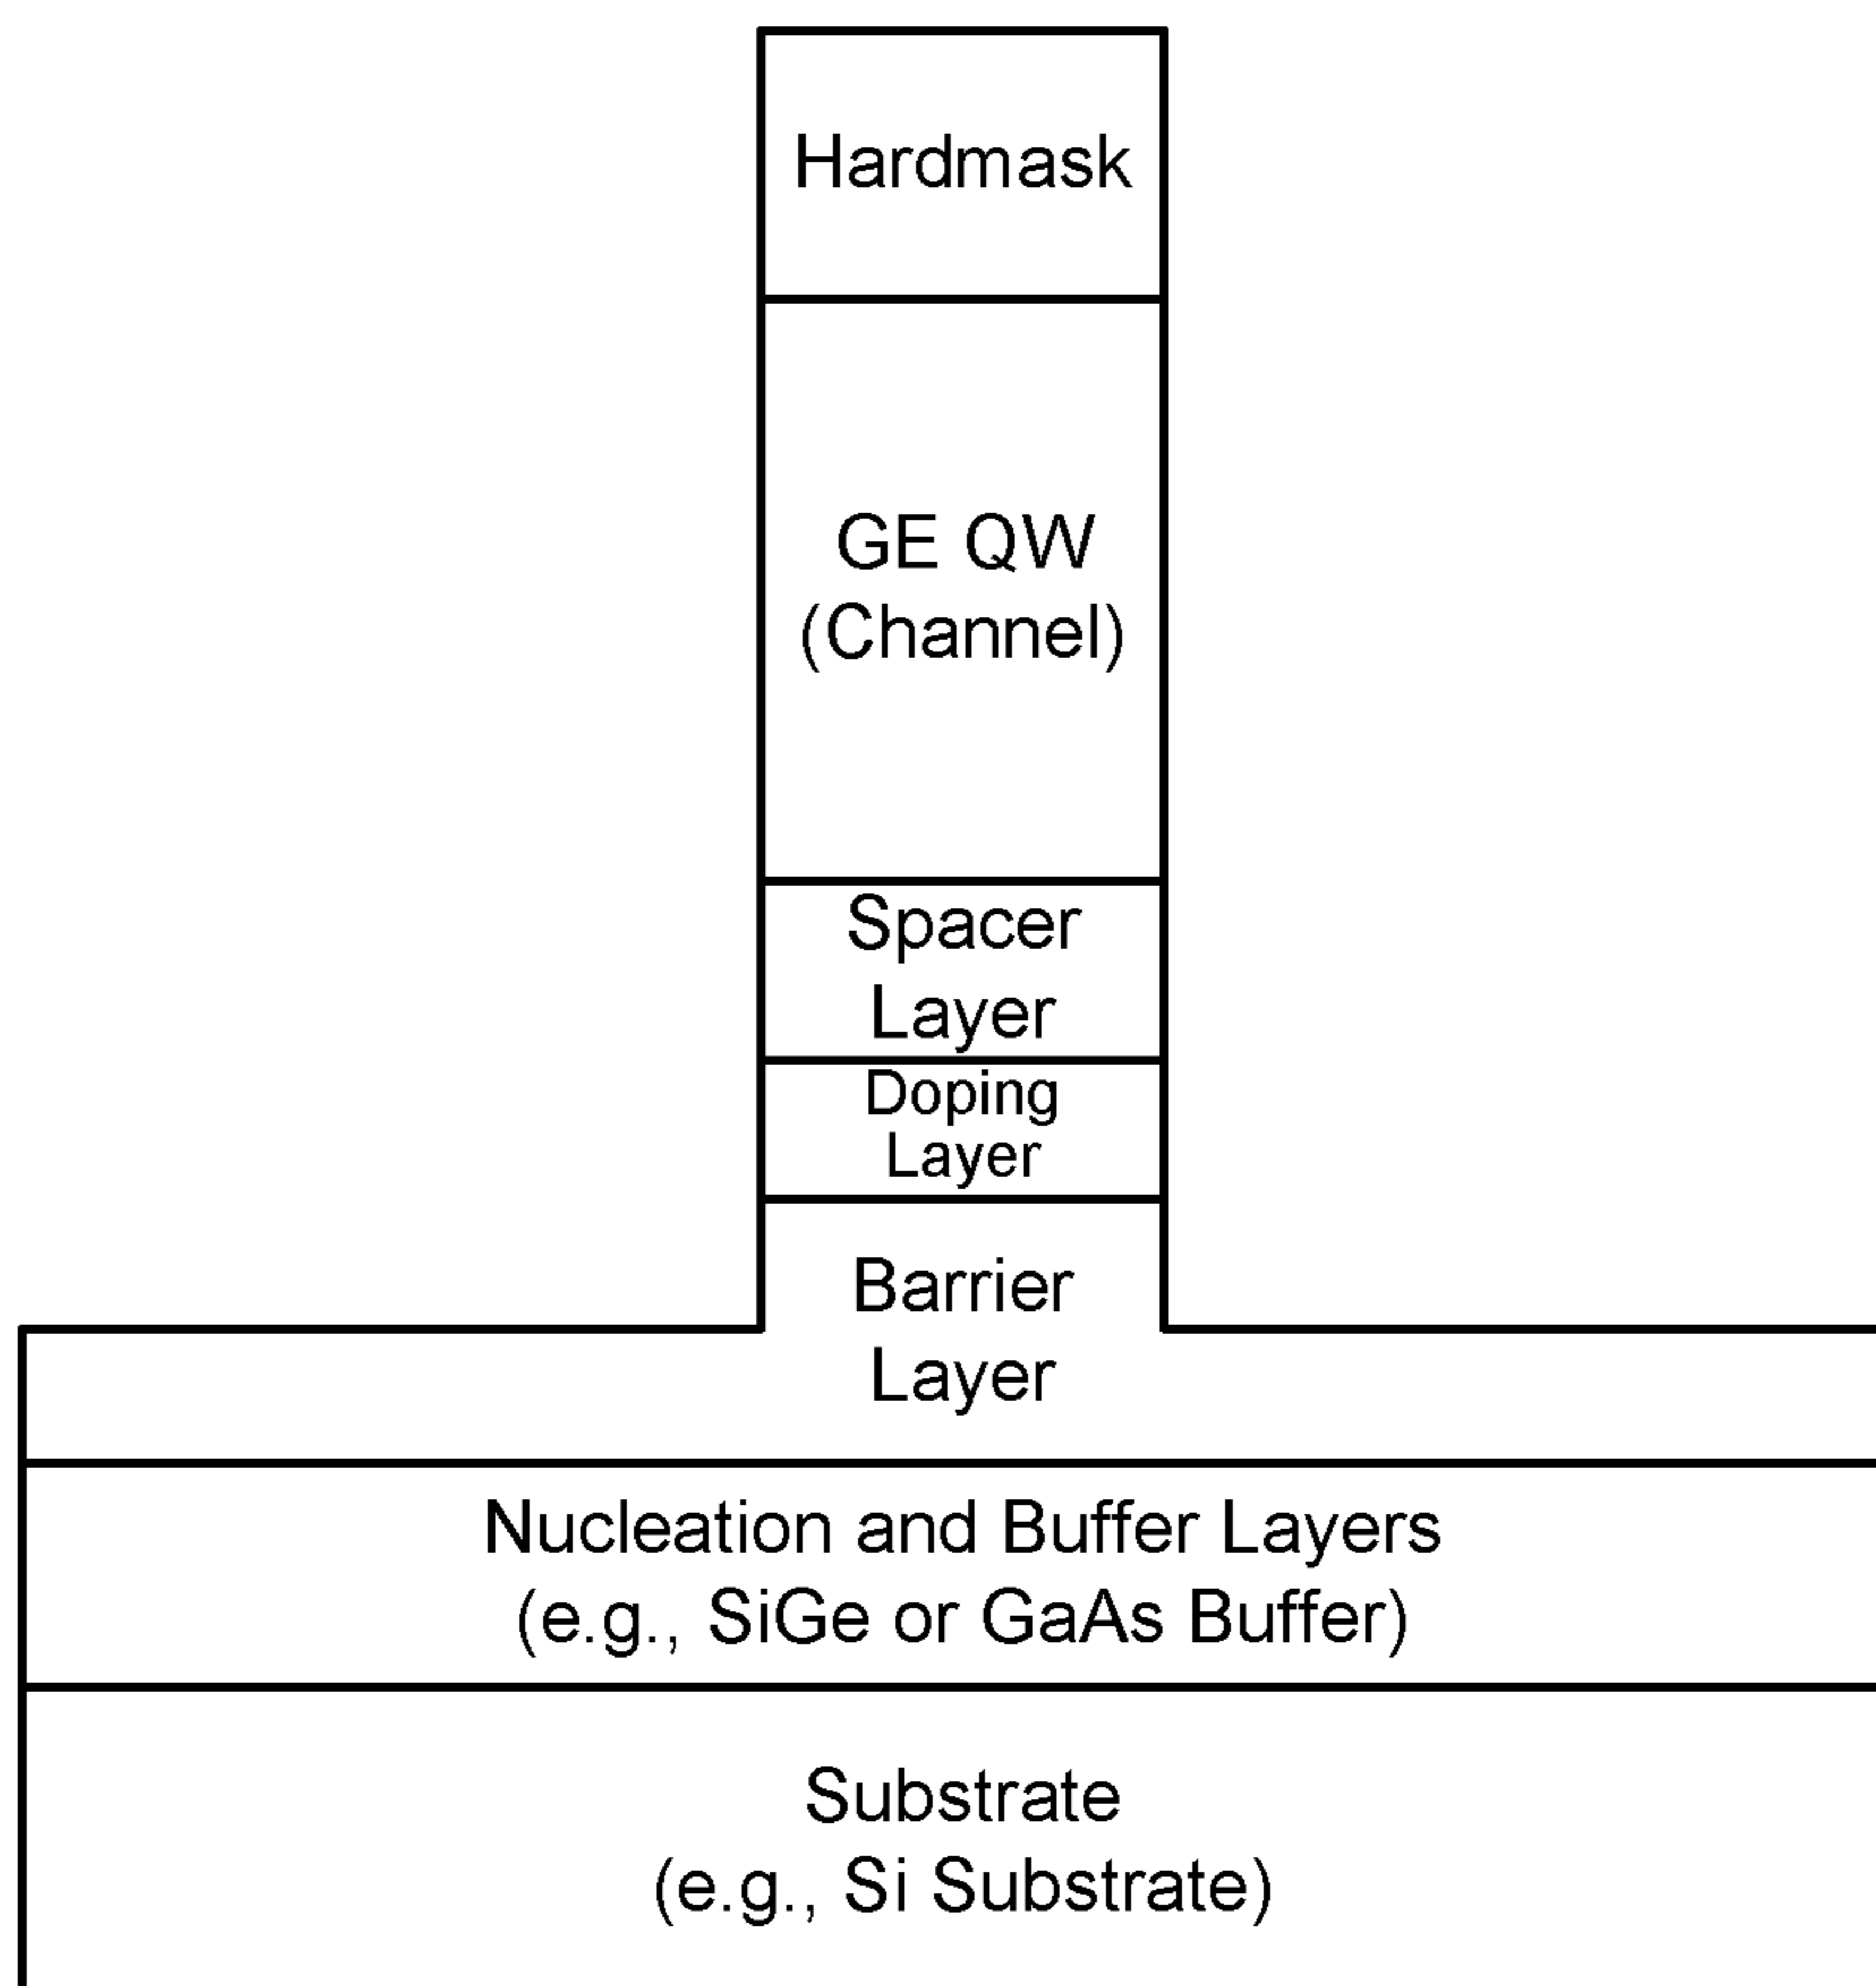 Hardmask
GE QW
(Channel)
Spacer
Layer
Doping
Layer
Barrier
Layer
Nucleation and Buffer Layers
(e.g., SiGe or GaAs Buffer)
Substrate
(e.g., Si Substrate)